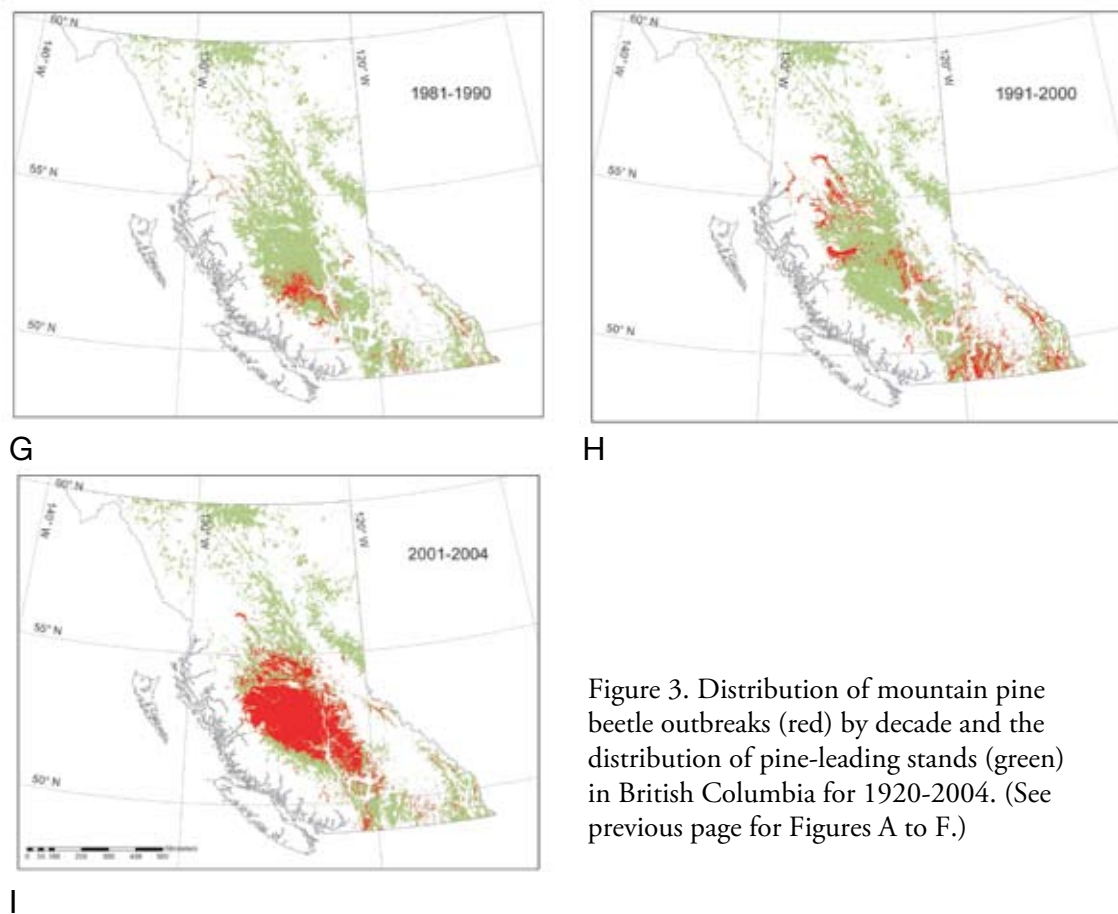 60° N
140° W
130° W
120° W
1981-1990
55° N
50° N
G
60° N
140° W
130° W
120° W
1991-2000
55° N
50° N
H
60° N
140° W
130° W
120° W
2001-2004
55° N
50° N
I
Figure 3. Distribution of mountain pine
beetle outbreaks (red) by decade and the
distribution of pine-leading stands (green)
in British Columbia for 1920-2004. (See
previous page for Figures A to F.)